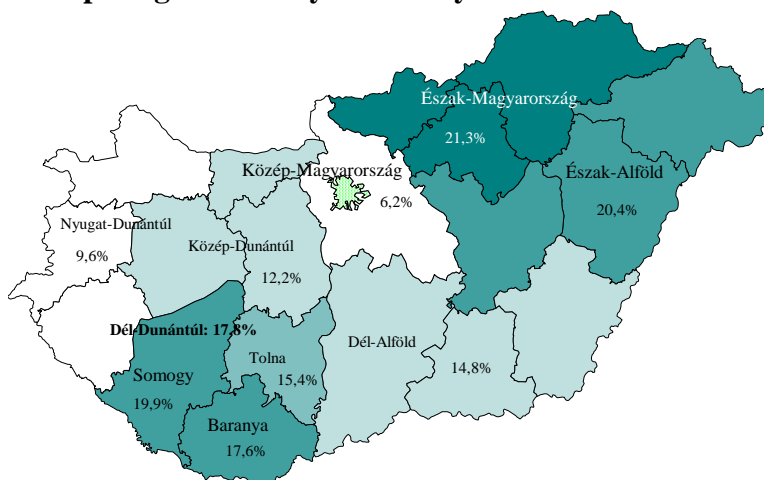 Észak-Magyarország
21,3%
Közép-Magyarország
6,2%
Észak-Alföld
20,4%
Nyugat-Dunántúl
9,6%
Közép-Dunántúl
12,2%
Dél-Dunántúl: 17,8%
Dél-Alföld
14,8%
Tolna
15,4%
Somogy
19,9%
Baranya
17,6%